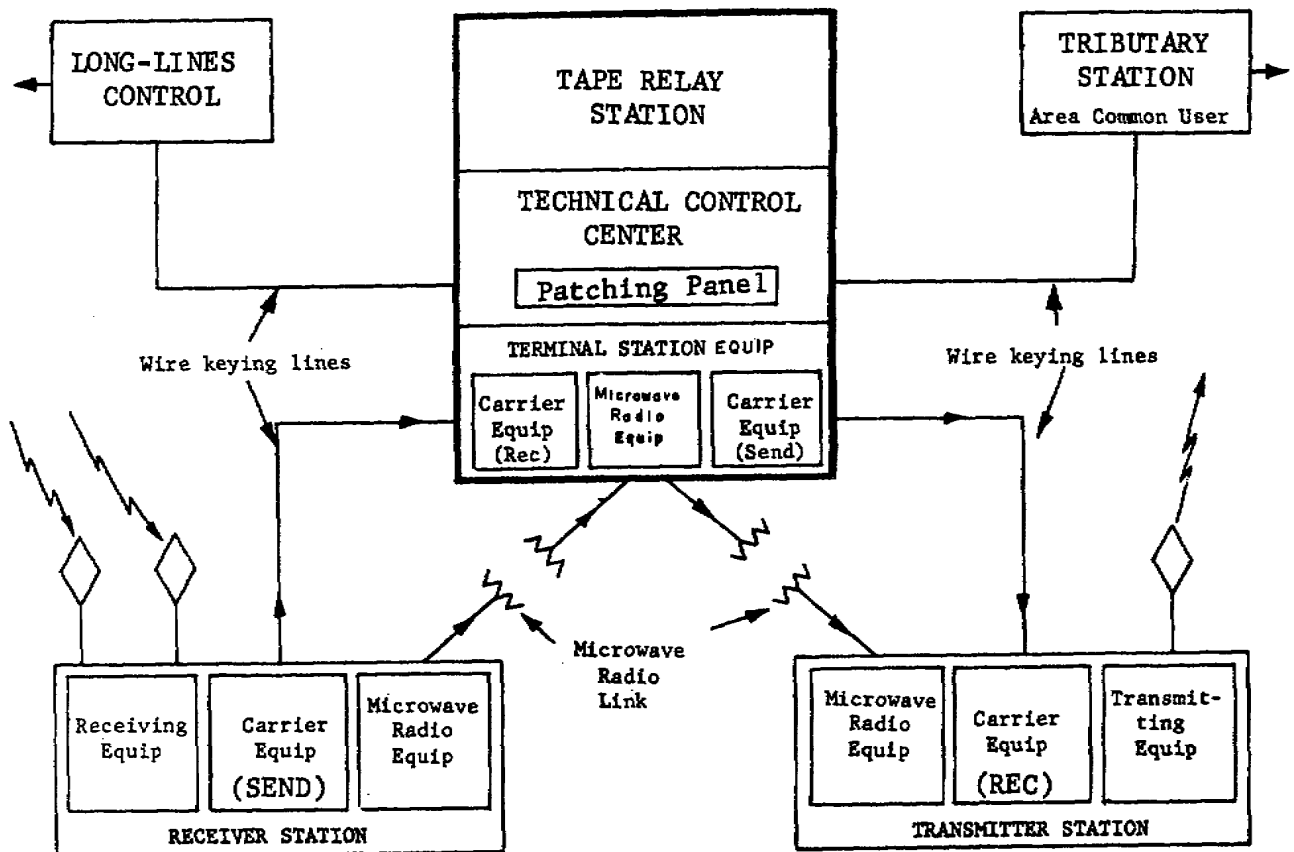 LONG-LINES
CONTROL
TAPE RELAY
STATION
TRIBUTARY
STATION
Area Common User
TECHNICAL CONTROL
CENTER
Patching Panel
Wire keying lines
Wire keying lines
TERMINAL STATION EQUIP
Carrier
Equip
(Rec)
Microwave
Radio
Equip
Carrier
Equip
(Send)
Microwave
Radio
Link
Receiving
Equip
Carrier
Equip
(SEND)
Microwave
Radio
Equip
RECEIVER STATION
Microwave
Radio
Equip
Carrier
Equip
(REC)
Transmit-
ting
Equip
TRANSMITTER STATION